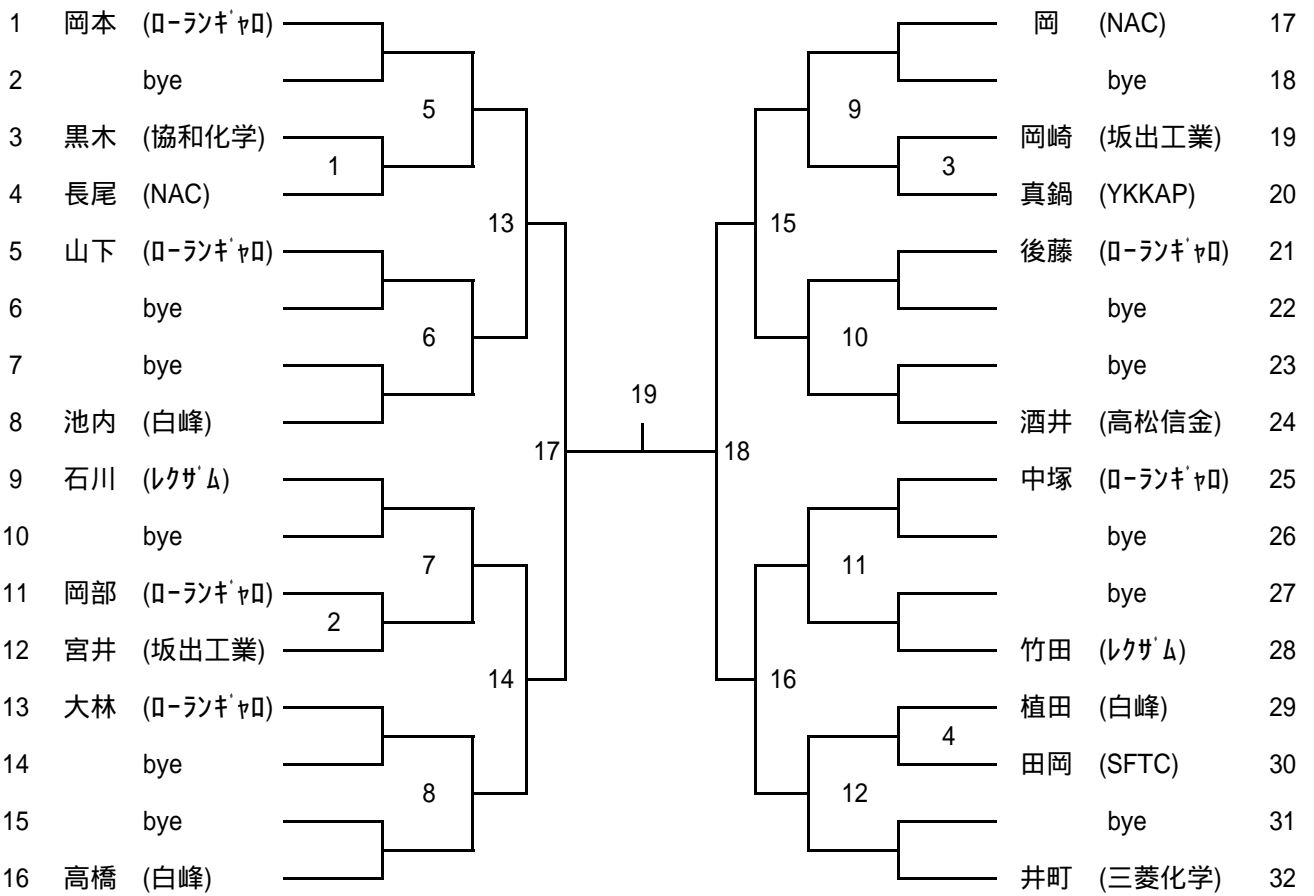 1 岡本 (ﾛｰﾗﾝｷﾞｬﾛ)
2 bye
3 黒木 (協和化学)
4 長尾 (NAC)
5 山下 (ﾛｰﾗﾝｷﾞｬﾛ)
6 bye
7 bye
8 池内 (白峰)
9 石川 (ﾚｸｻﾞﾑ)
10 bye
11 岡部 (ﾛｰﾗﾝｷﾞｬﾛ)
12 宮井 (坂出工業)
13 大林 (ﾛｰﾗﾝｷﾞｬﾛ)
14 bye
15 bye
16 高橋 (白峰)
1
2
5
6
7
8
13
14
17
19
18
15
16
9
10
11
12
3
4
岡 (NAC) 17
bye 18
岡崎 (坂出工業) 19
真鍋 (YKKAP) 20
後藤 (ﾛｰﾗﾝｷﾞｬﾛ) 21
bye 22
bye 23
酒井 (高松信金) 24
中塚 (ﾛｰﾗﾝｷﾞｬﾛ) 25
bye 26
bye 27
竹田 (ﾚｸｻﾞﾑ) 28
植田 (白峰) 29
田岡 (SFTC) 30
bye 31
井町 (三菱化学) 32